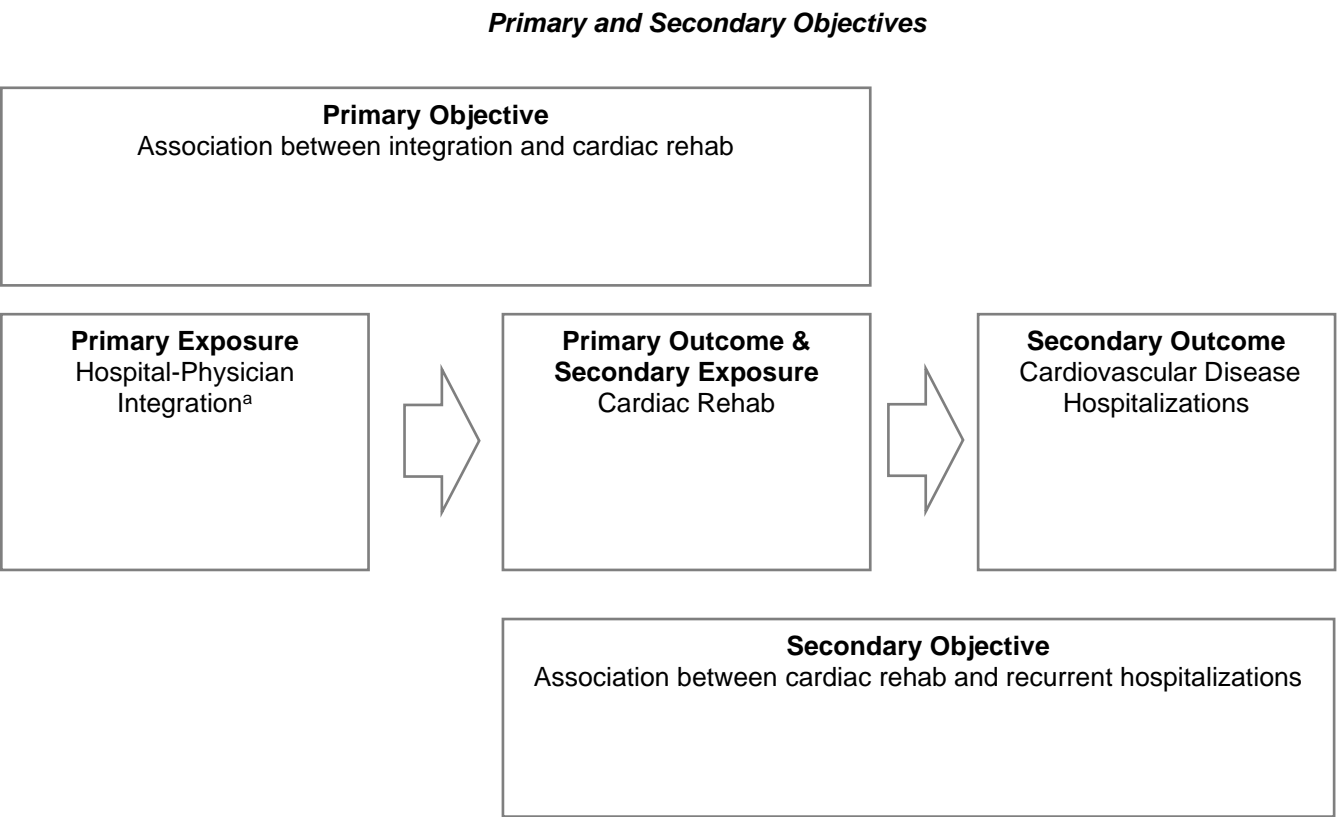 Primary and Secondary Objectives
Primary Objective
Association between integration and cardiac rehab
Primary Exposure
Hospital-Physician
Integrationᵃ
Primary Outcome &
Secondary Exposure
Cardiac Rehab
Secondary Outcome
Cardiovascular Disease
Hospitalizations
Secondary Objective
Association between cardiac rehab and recurrent hospitalizations